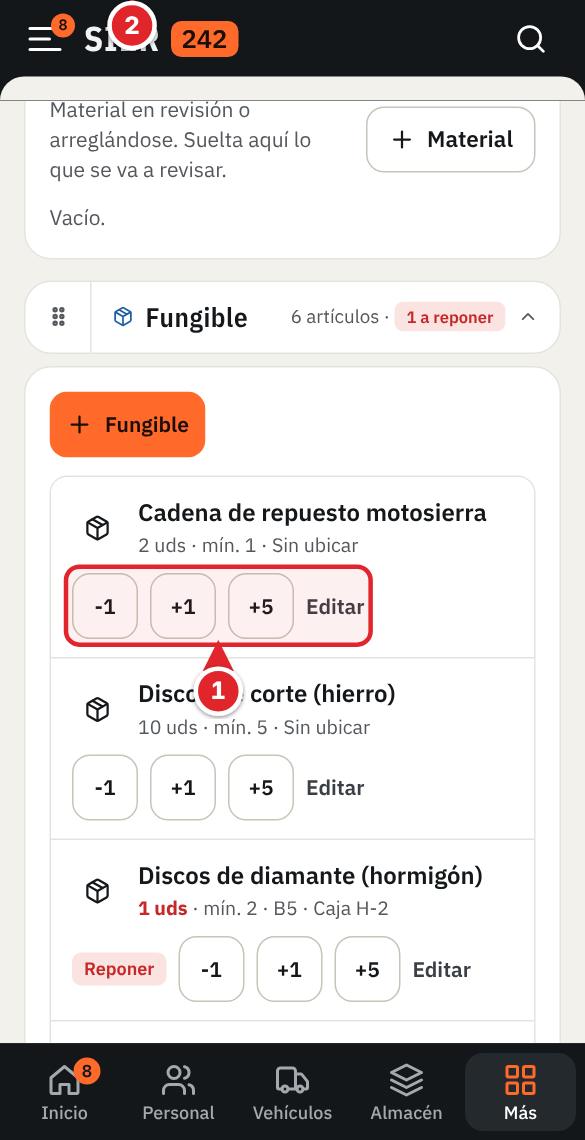 8
242
2
Material en revisión o
arreglándose. Suelta aquí lo
que se va a revisar.
+ Material
Vacío.
Fungible
6 artículos ·
1 a reponer
+ Fungible
Cadena de repuesto motosierra
2 uds · mín. 1 · Sin ubicar
-1 +1 +5 Editar
1
corte (hierro)
10 uds · mín. 5 · Sin ubicar
-1 +1 +5 Editar
Discos de diamante (hormigón)
1 uds · mín. 2 · B5 · Caja H-2
Reponer -1 +1 +5 Editar
8
Inicio Personal Vehículos Almacén Más